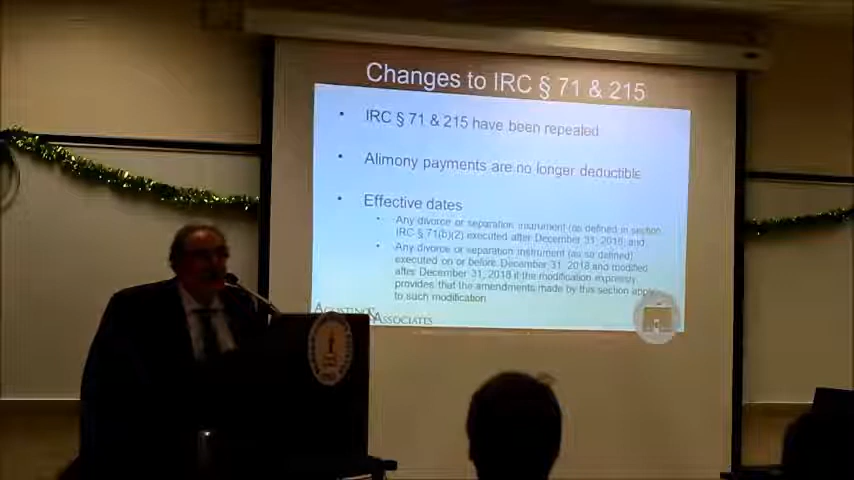 Changes to IRC § 71 & 215
• IRC § 71 & 215 have been repealed
• Alimony payments are no longer deductible
• Effective dates
• Any divorce or separation instrument (as defined in section
IRC § 71(b)(2) executed after December 31, 2018; and
• Any divorce or separation instrument (as so defined)
executed on or before December 31, 2018 and modified
after December 31, 2018 if the modification expressly
provides that the amendments made by this section apply
to such modification.
AGUSTINO & ASSOCIATES